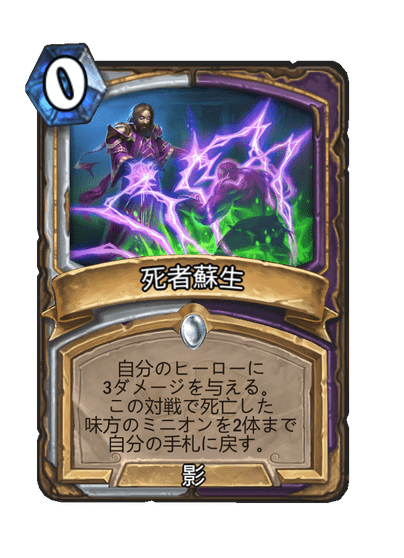 0
死者蘇生
自分のヒーローに
3ダメージを与える。
この対戦で死亡した
味方のミニオンを2体まで
自分の手札に戻す。
影